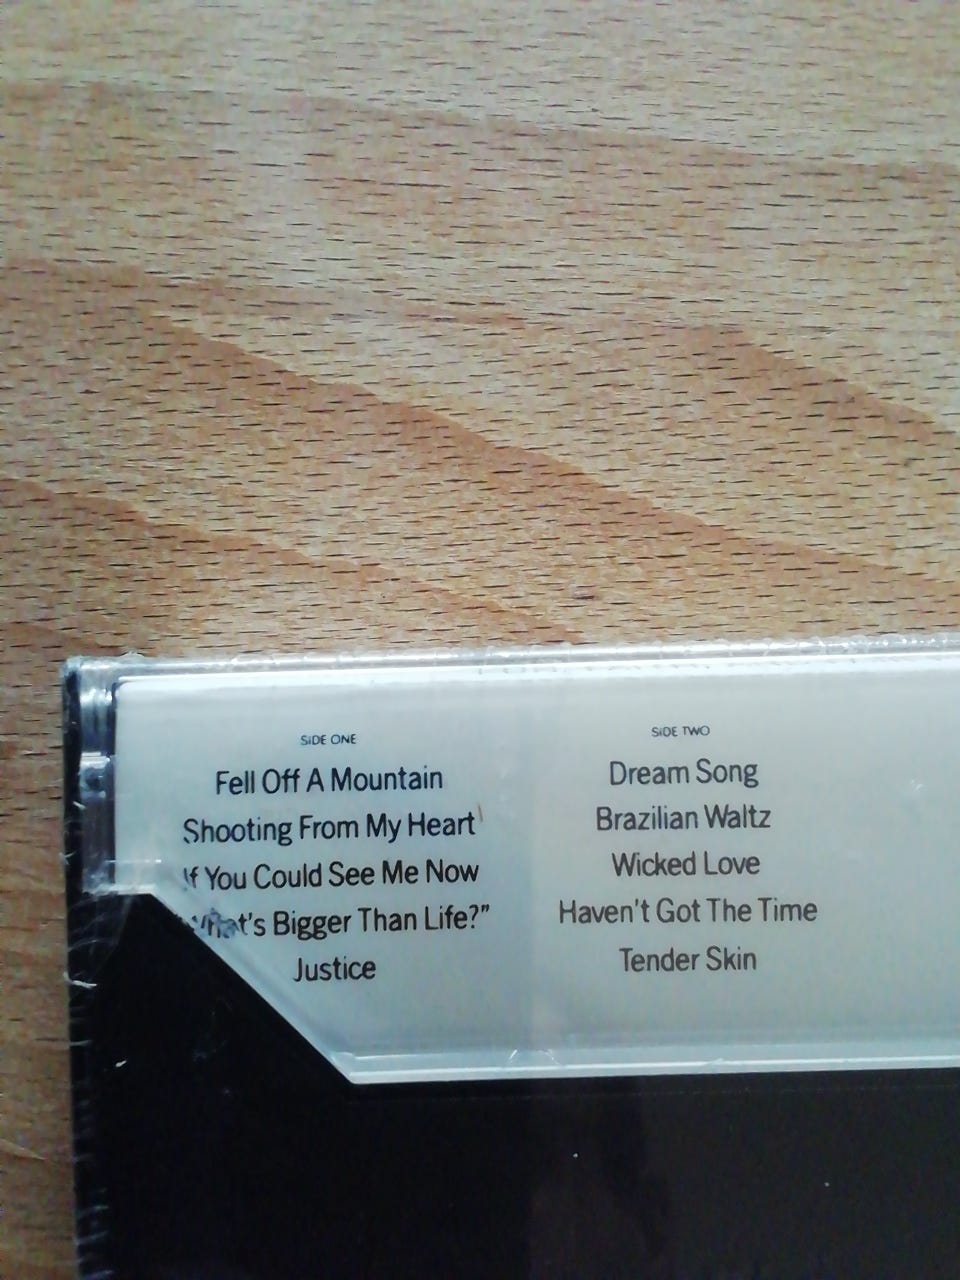 SiDE ONE
Fell Off A Mountain
Shooting From My Heart
If You Could See Me Now
"What's Bigger Than Life?"
Justice
SiDE TWO
Dream Song
Brazilian Waltz
Wicked Love
Haven't Got The Time
Tender Skin